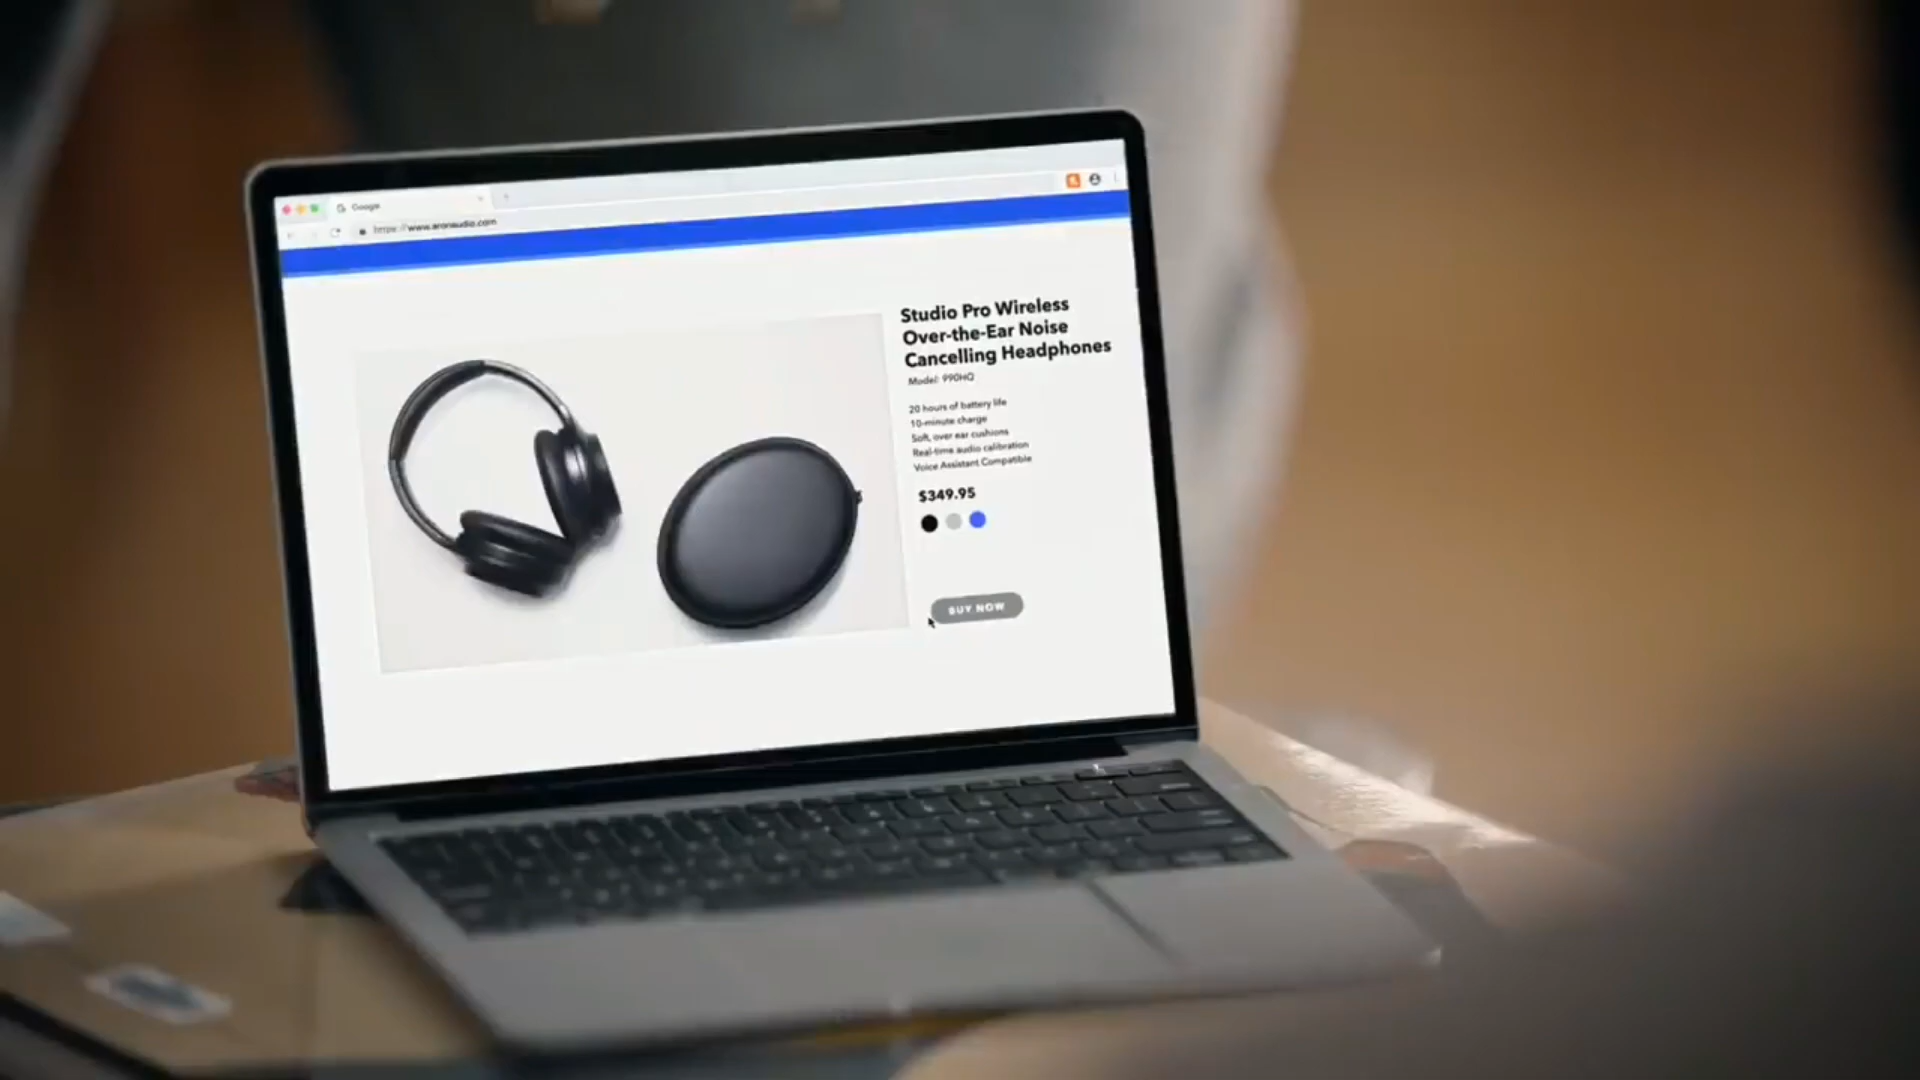 Google
https://www.aronaudio.com
Studio Pro Wireless
Over-the-Ear Noise
Cancelling Headphones
Model: 990HQ
20 hours of battery life
10-minute charge
Soft, over ear cushions
Real-time audio calibration
Voice Assistant Compatible
$349.95
BUY NOW